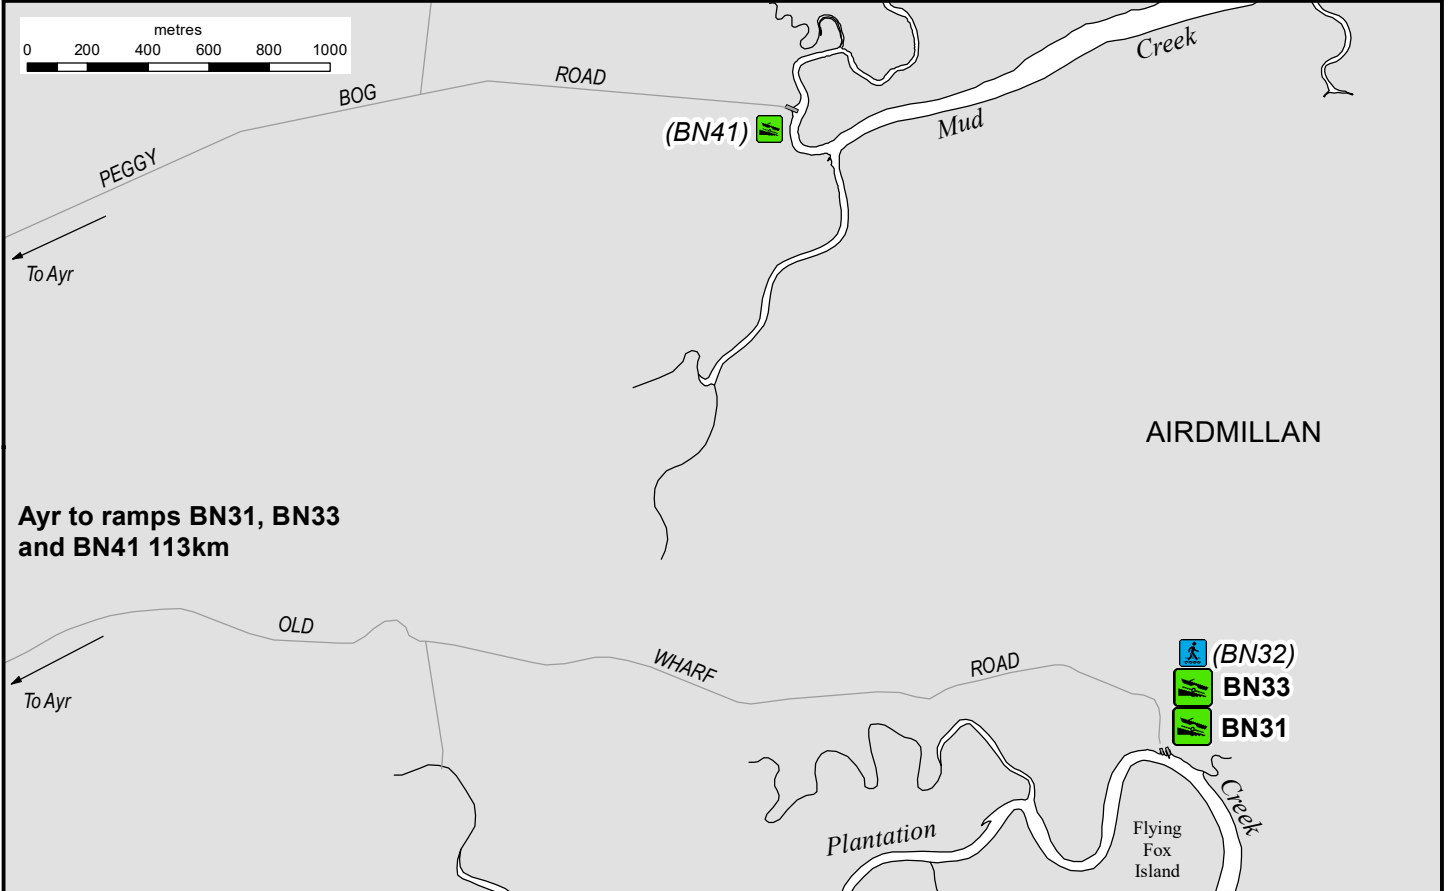 metres
0 200 400 600 800 1000
Creek
ROAD
BOG
Mud
(BN41)
PEGGY
To Ayr
AIRDMILLAN
Ayr to ramps BN31, BN33
and BN41 113km
OLD
(BN32)
WHARF
ROAD
BN33
To Ayr
BN31
Creek
Plantation
Flying
Fox
Island